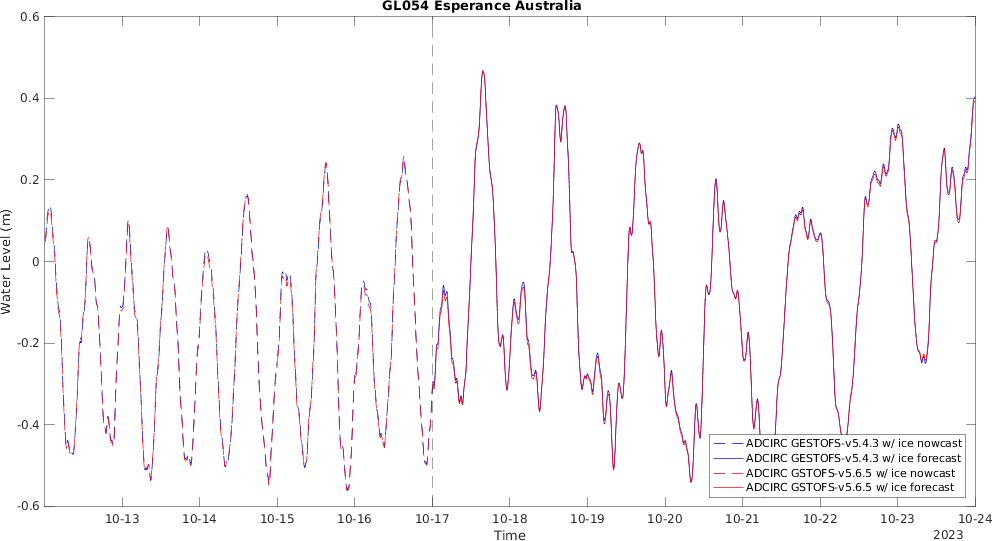 GL054 Esperance Australia
0.6
0.4
0.2
0
-0.2
-0.4
-0.6
Water Level (m)
ADCIRC GESTOFS-v5.4.3 w/ ice nowcast
ADCIRC GESTOFS-v5.4.3 w/ ice forecast
ADCIRC GSTOFS-v5.6.5 w/ ice nowcast
ADCIRC GSTOFS-v5.6.5 w/ ice forecast
10-13 10-14 10-15 10-16 10-17 10-18 10-19 10-20 10-21 10-22 10-23 10-24
Time
2023